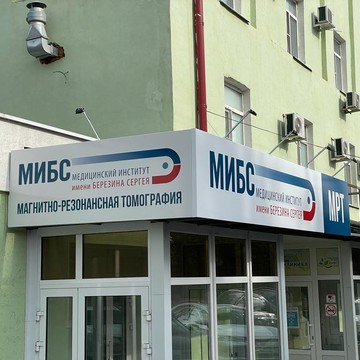 МИБС
МЕДИЦИНСКИЙ ИНСТИТУТ
имени БЕРЕЗИНА СЕРГЕЯ
МАГНИТНО-РЕЗОНАНСНАЯ ТОМОГРАФИЯ
МИБС
МЕДИЦИНСКИЙ ИНСТИТУТ
имени БЕРЕЗИНА СЕРГЕЯ
МРТ